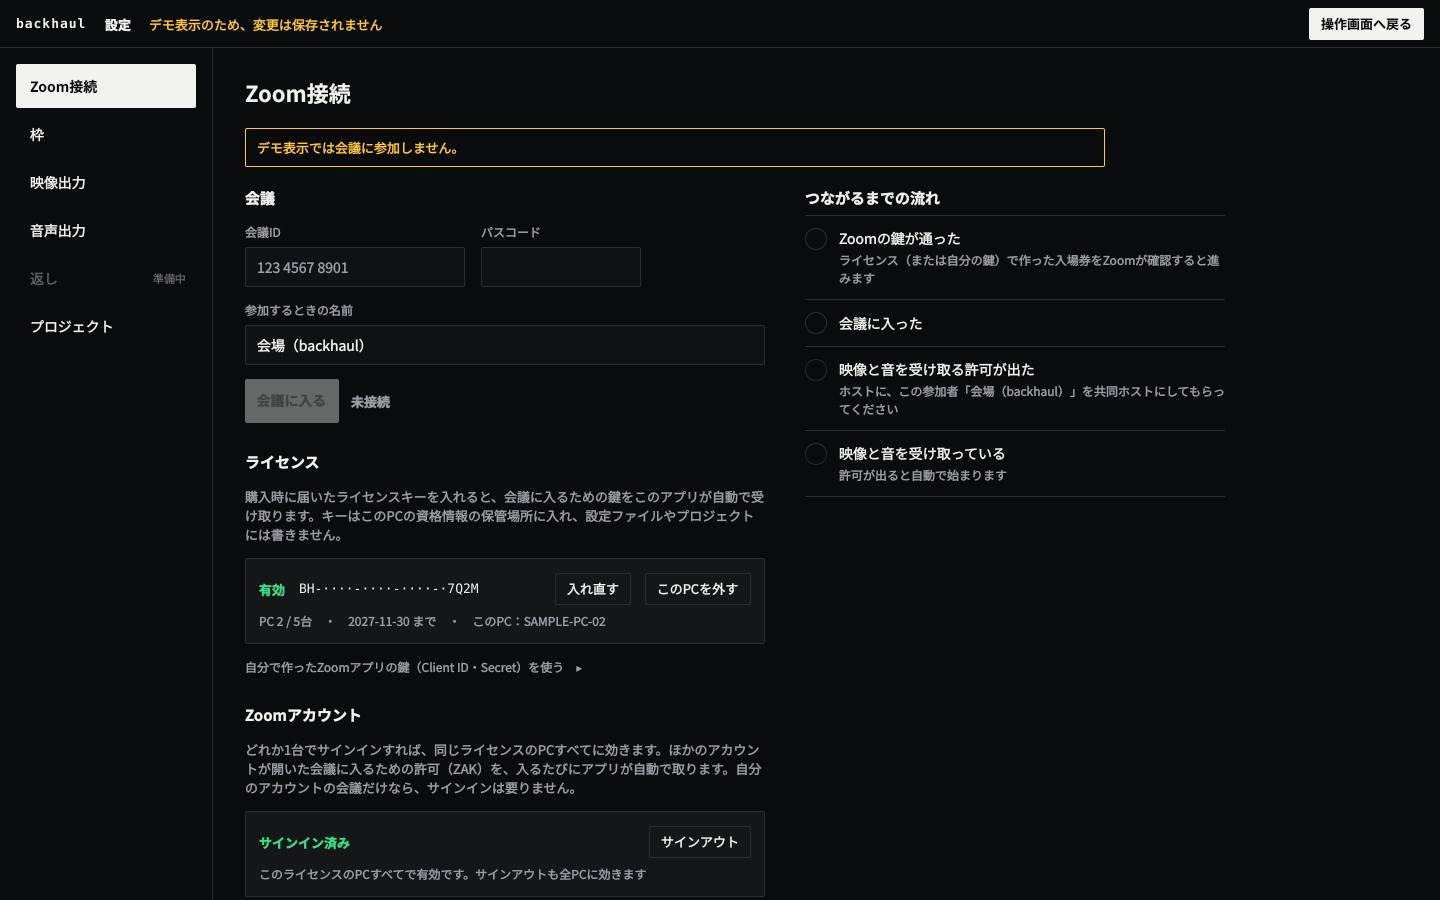 backhaul 設定 デモ表示のため、変更は保存されません 操作画面へ戻る
Zoom接続
枠
映像出力
音声出力
返し 準備中
プロジェクト
Zoom接続
デモ表示では会議に参加しません。
会議
会議ID パスコード
123 4567 8901
参加するときの名前
会場（backhaul）
会議に入る 未接続
ライセンス
購入時に届いたライセンスキーを入れると、会議に入るための鍵をこのアプリが自動で受
け取ります。キーはこのPCの資格情報の保管場所に入れ、設定ファイルやプロジェクト
には書きません。
有効 BH-････-････-････-･7Q2M 入れ直す このPCを外す
PC 2 / 5台 ・ 2027-11-30 まで ・ このPC：SAMPLE-PC-02
自分で作ったZoomアプリの鍵（Client ID・Secret）を使う ▸
Zoomアカウント
どれか1台でサインインすれば、同じライセンスのPCすべてに効きます。ほかのアカウン
トが開いた会議に入るための許可（ZAK）を、入るたびにアプリが自動で取ります。自分
のアカウントの会議だけなら、サインインは要りません。
サインイン済み サインアウト
このライセンスのPCすべてで有効です。サインアウトも全PCに効きます
つながるまでの流れ
Zoomの鍵が通った
ライセンス（または自分の鍵）で作った入場券をZoomが確認すると進
みます
会議に入った
映像と音を受け取る許可が出た
ホストに、この参加者「会場（backhaul）」を共同ホストにしてもらっ
てください
映像と音を受け取っている
許可が出ると自動で始まります